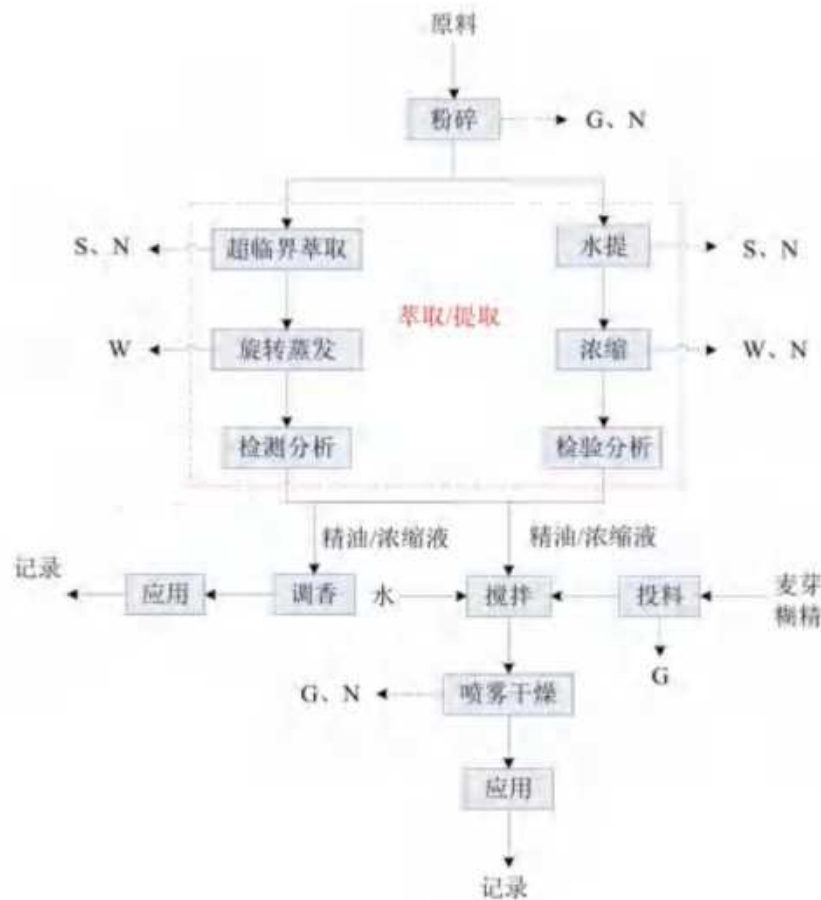 原料
粉碎
G、N
S、N
超临界萃取
水提
S、N
萃取/提取
W
旋转蒸发
浓缩
W、N
检测分析
检验分析
精油/浓缩液
精油/浓缩液
记录
应用
调香
水
搅拌
投料
麦芽
糊精
G
G、N
喷雾干燥
应用
记录